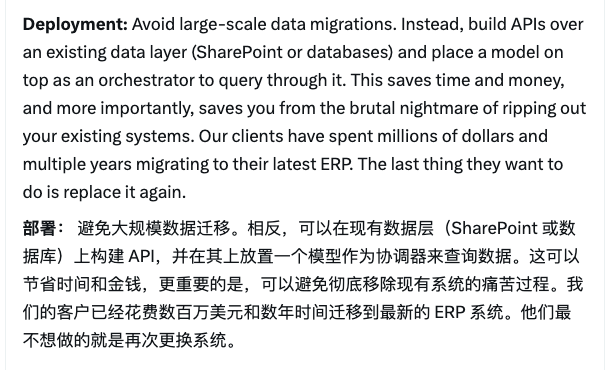 Deployment: Avoid large-scale data migrations. Instead, build APIs over
an existing data layer (SharePoint or databases) and place a model on
top as an orchestrator to query through it. This saves time and money,
and more importantly, saves you from the brutal nightmare of ripping out
your existing systems. Our clients have spent millions of dollars and
multiple years migrating to their latest ERP. The last thing they want to
do is replace it again.
部署： 避免大规模数据迁移。相反，可以在现有数据层（SharePoint 或数
据库）上构建 API，并在其上放置一个模型作为协调器来查询数据。这可以
节省时间和金钱，更重要的是，可以避免彻底移除现有系统的痛苦过程。我
们的客户已经花费数百万美元和数年时间迁移到最新的 ERP 系统。他们最
不想做的就是再次更换系统。